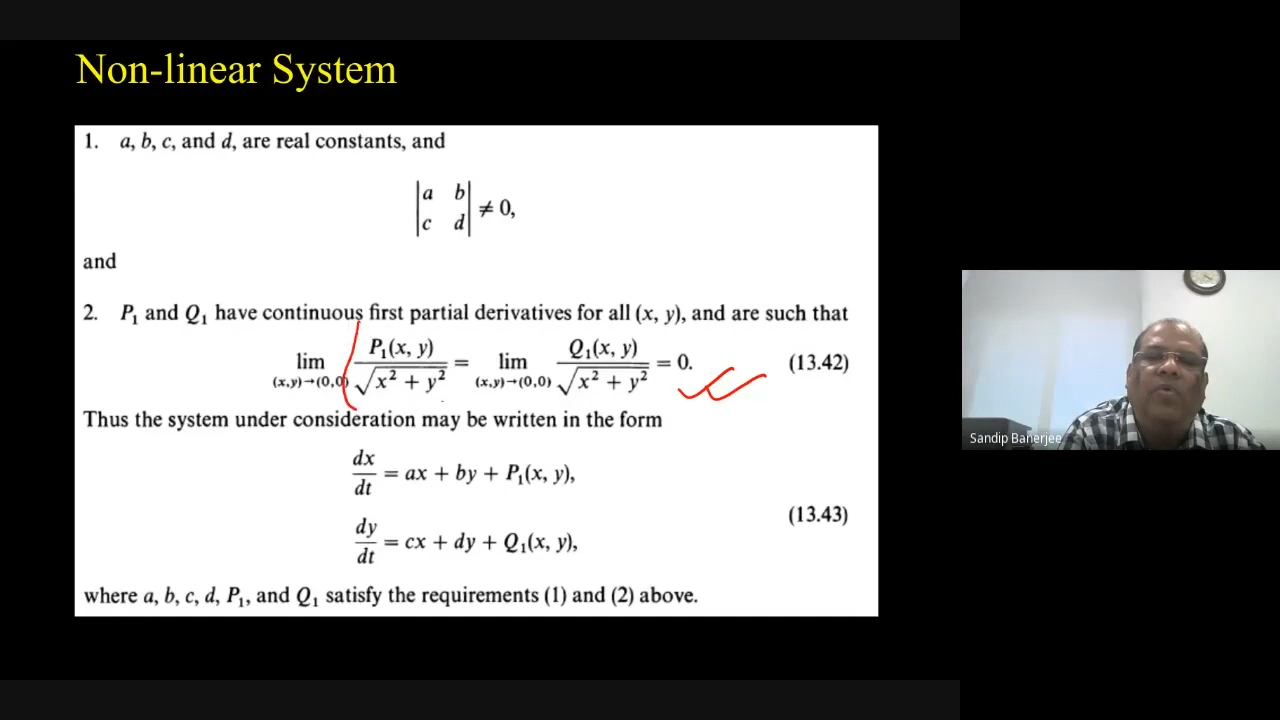 Non-linear System
1. a, b, c, and d, are real constants, and
|a b|
|c d| ≠ 0,
and
2. P₁ and Q₁ have continuous first partial derivatives for all (x, y), and are such that
lim (x,y)→(0,0) P₁(x, y) / √(x² + y²) = lim (x,y)→(0,0) Q₁(x, y) / √(x² + y²) = 0. (13.42)
Thus the system under consideration may be written in the form
dx/dt = ax + by + P₁(x, y),
(13.43)
dy/dt = cx + dy + Q₁(x, y),
where a, b, c, d, P₁, and Q₁ satisfy the requirements (1) and (2) above.
Sandip Banerjee